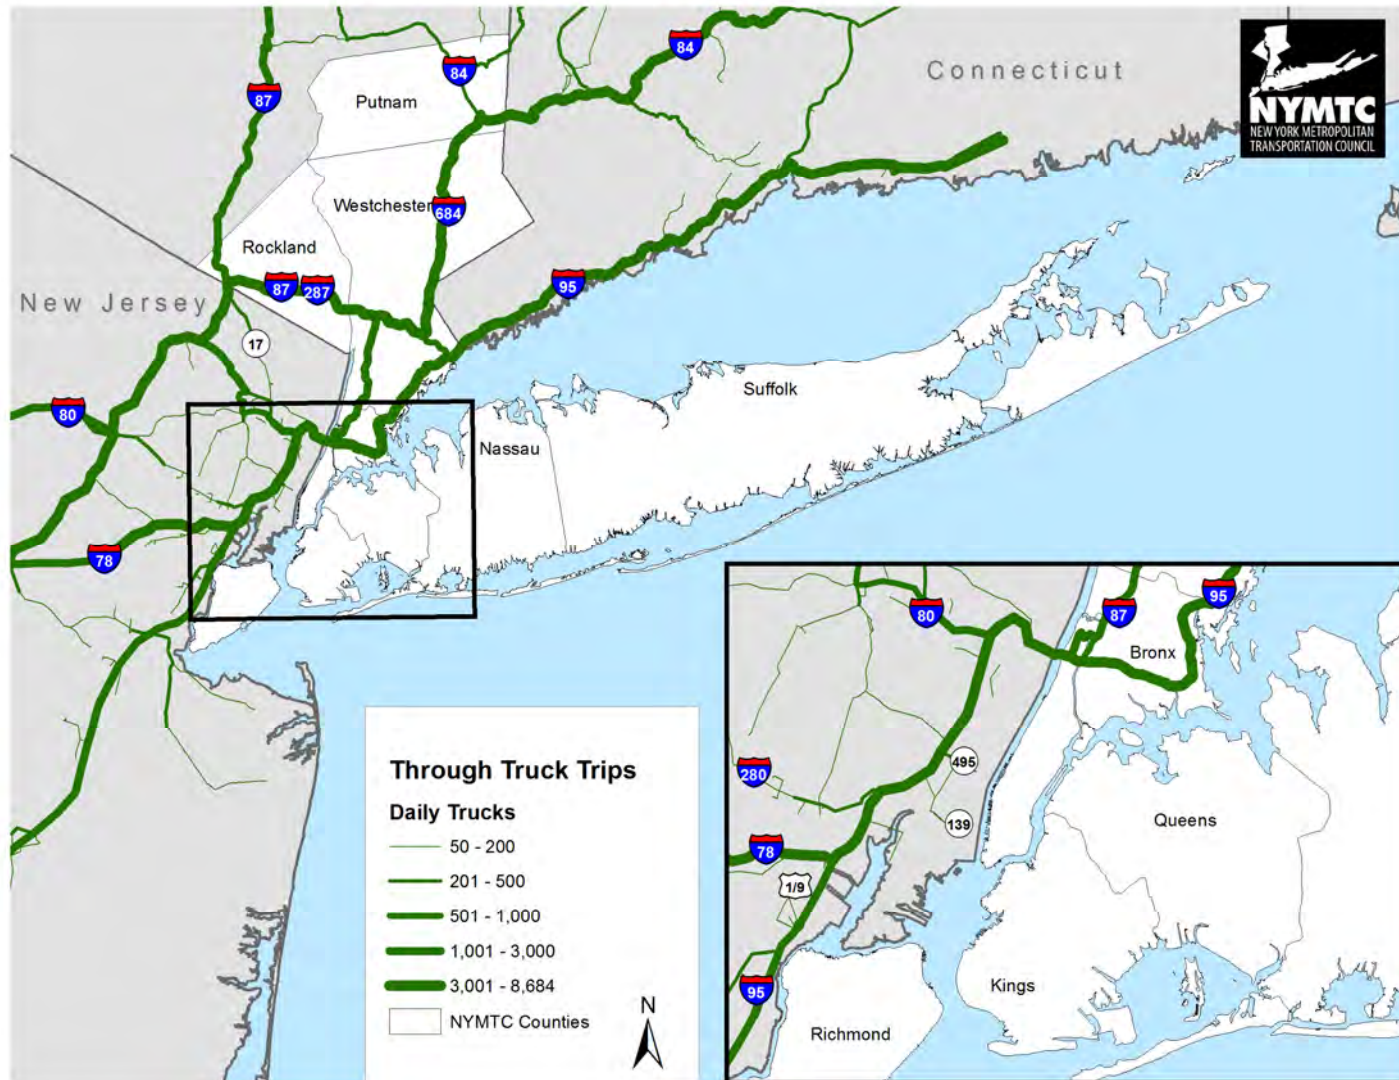 84
84
Connecticut
NYMTC
NEW YORK METROPOLITAN
TRANSPORTATION COUNCIL
87
Putnam
Westchester
684
Rockland
87
287
95
New Jersey
17
80
Suffolk
Nassau
78
Through Truck Trips
Daily Trucks
50 - 200
201 - 500
501 - 1,000
1,001 - 3,000
3,001 - 8,684
NYMTC Counties
N
80
87
95
Bronx
495
280
139
Queens
78
1/9
95
Kings
Richmond